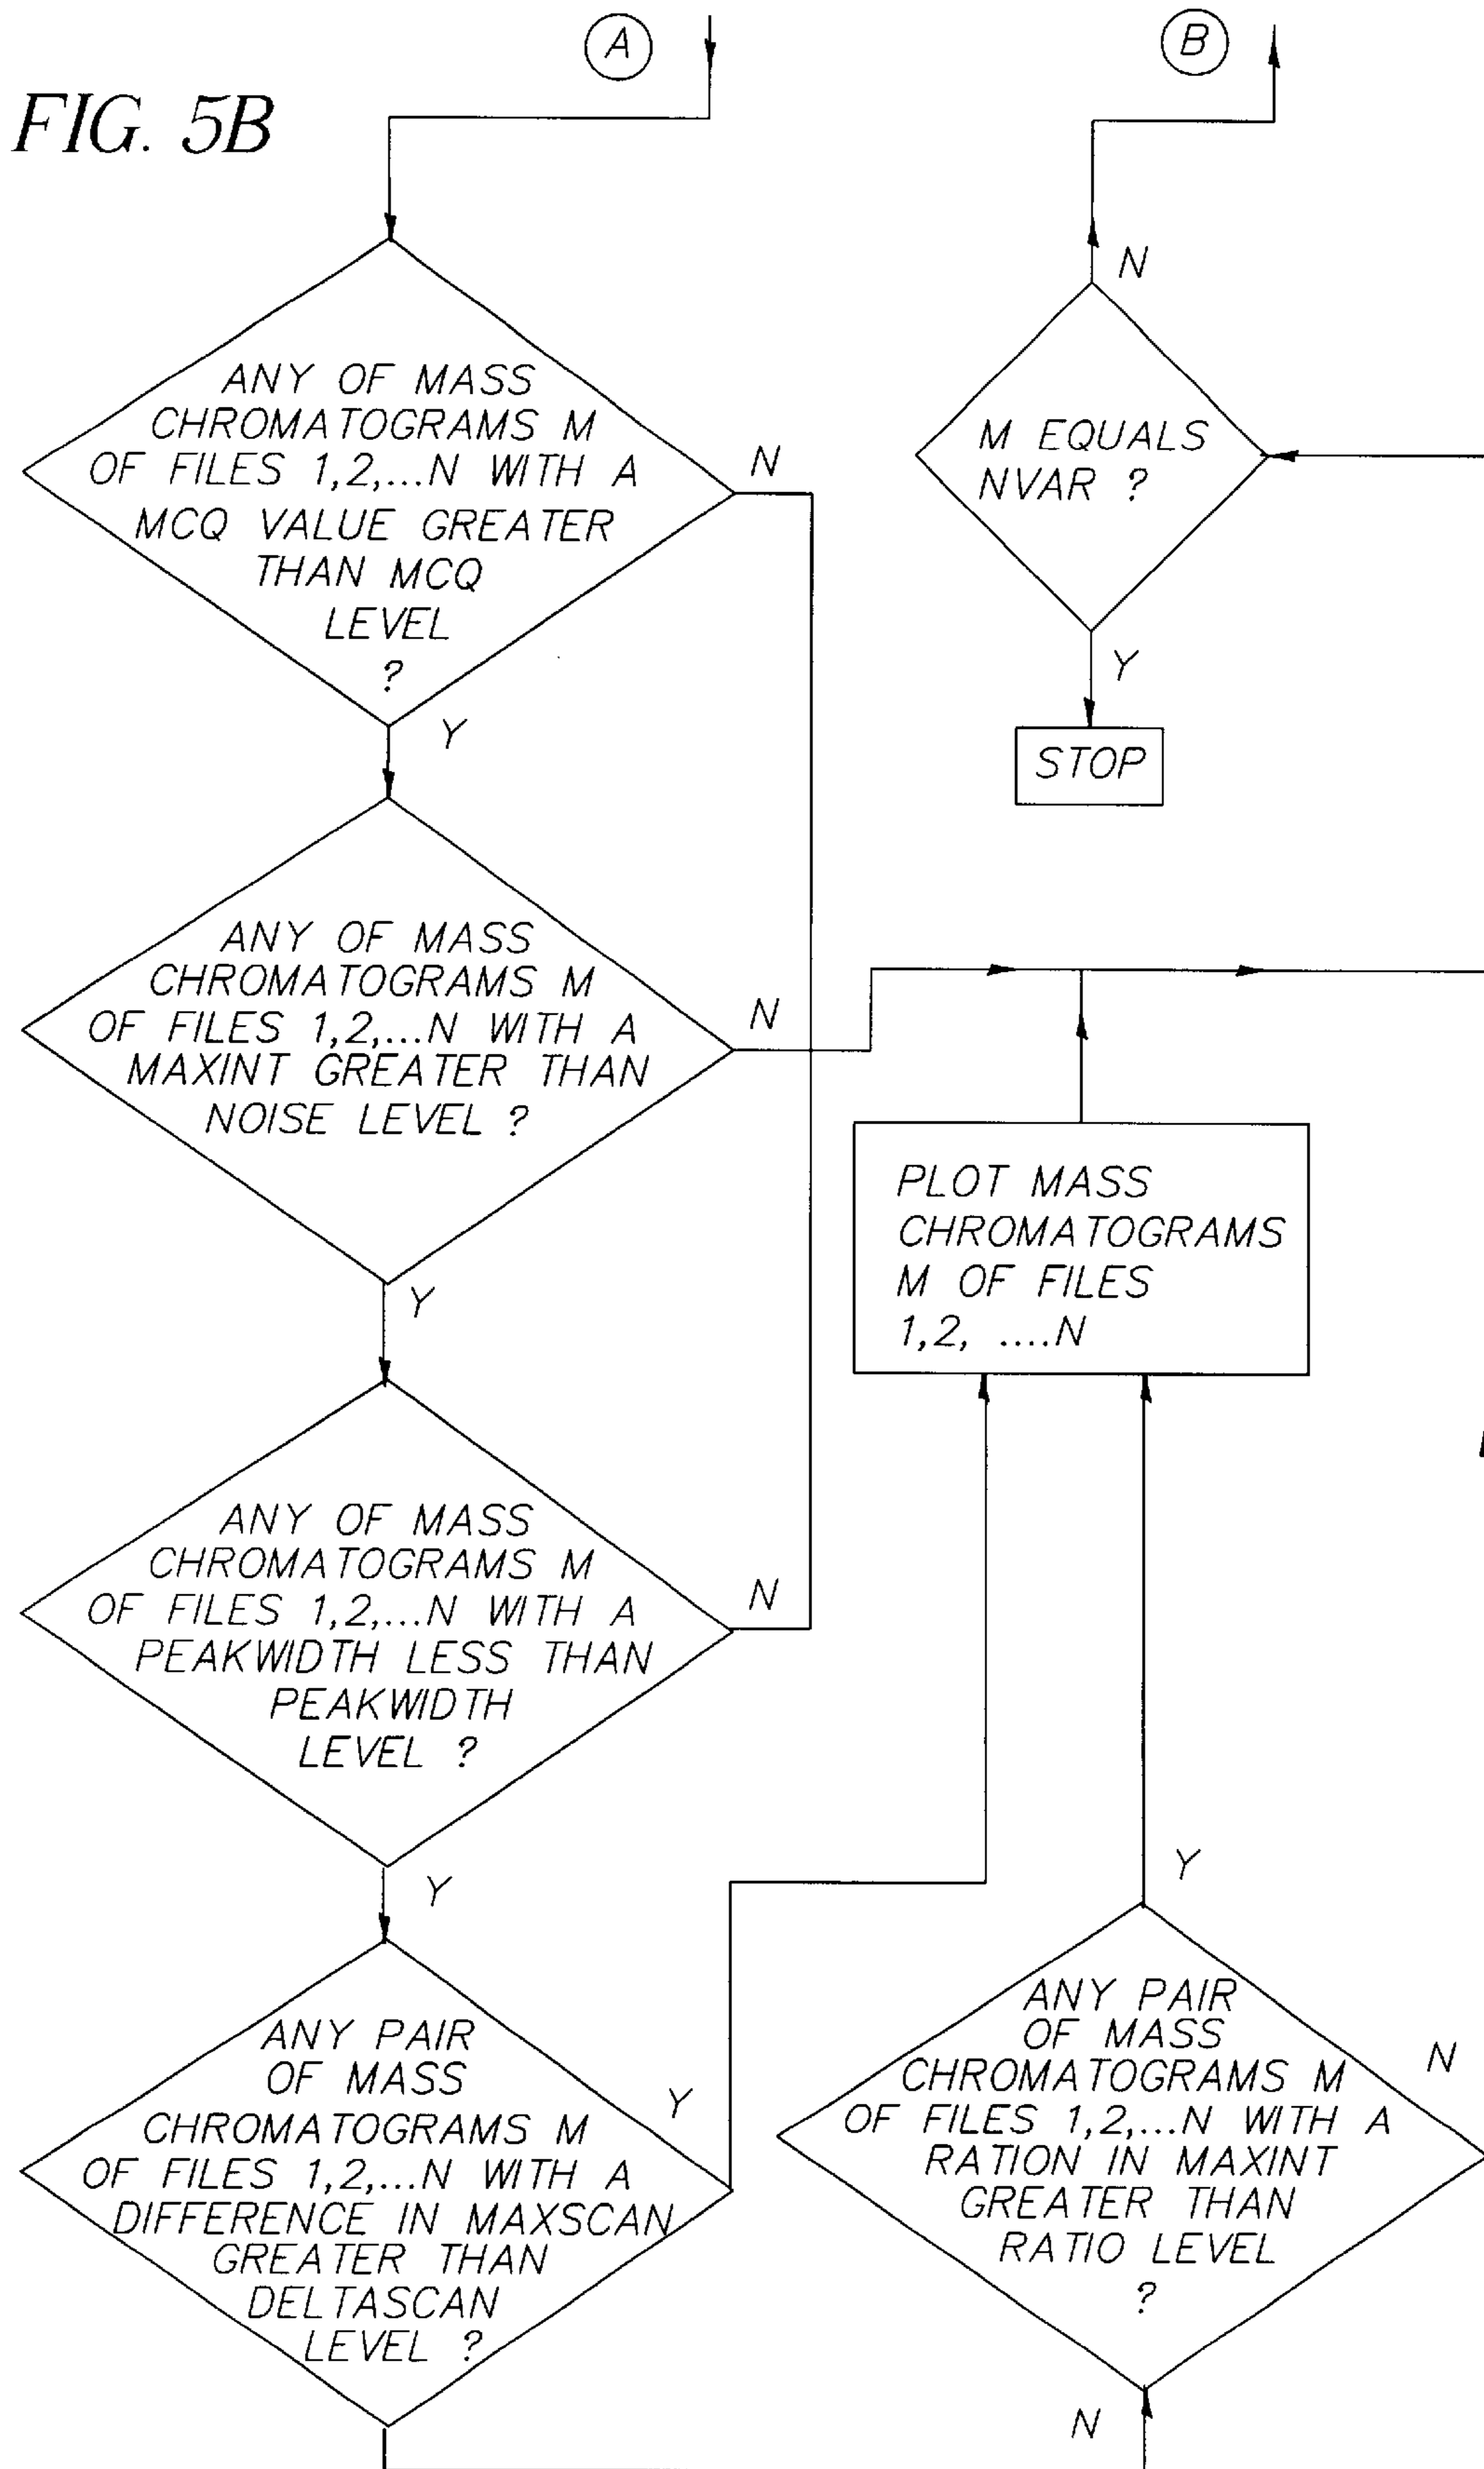 A
B
FIG. 5B
ANY OF MASS
CHROMATOGRAMS M
OF FILES 1,2,...N WITH A
MCQ VALUE GREATER
THAN MCQ
LEVEL
?
N
Y
N
M EQUALS
NVAR ?
Y
STOP
ANY OF MASS
CHROMATOGRAMS M
OF FILES 1,2,...N WITH A
MAXINT GREATER THAN
NOISE LEVEL ?
N
Y
PLOT MASS
CHROMATOGRAMS
M OF FILES
1,2, ....N
ANY OF MASS
CHROMATOGRAMS M
OF FILES 1,2,...N WITH A
PEAKWIDTH LESS THAN
PEAKWIDTH
LEVEL ?
N
Y
ANY PAIR
OF MASS
CHROMATOGRAMS M
OF FILES 1,2,...N WITH A
DIFFERENCE IN MAXSCAN
GREATER THAN
DELTASCAN
LEVEL ?
Y
Y
ANY PAIR
OF MASS
CHROMATOGRAMS M
OF FILES 1,2,...N WITH A
RATION IN MAXINT
GREATER THAN
RATIO LEVEL
?
N
N